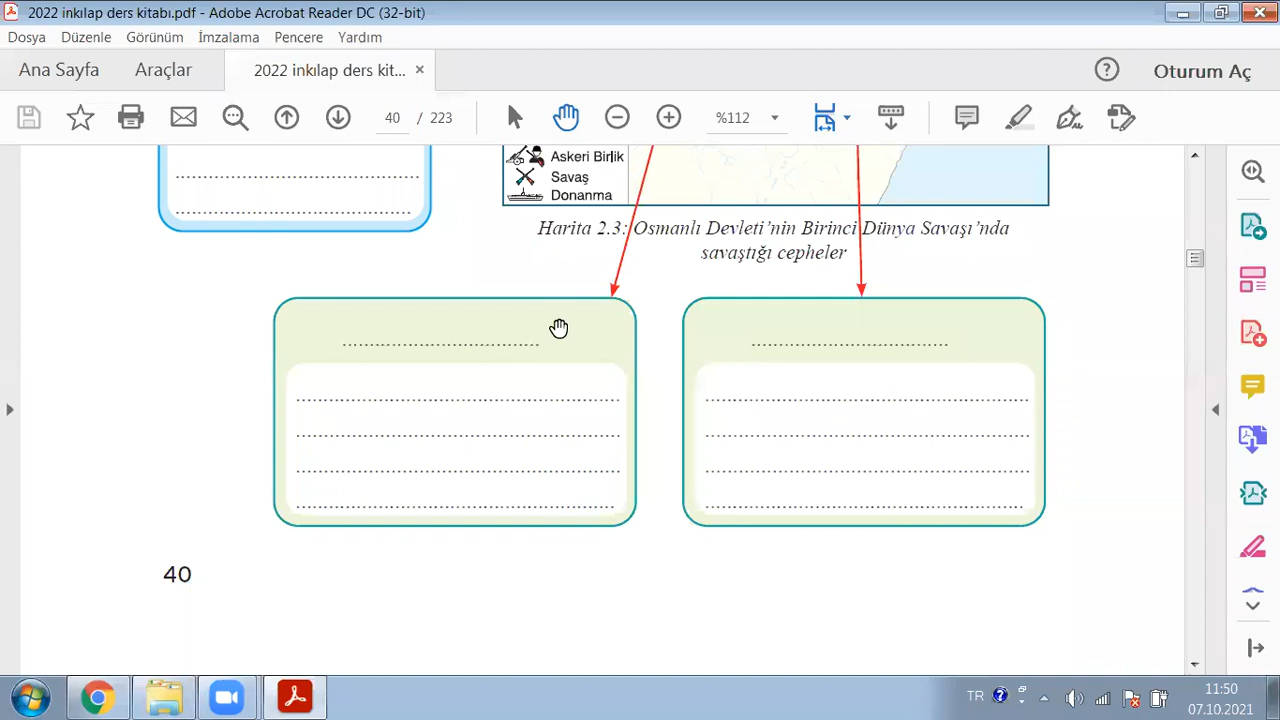 2022 inkılap ders kitabı.pdf - Adobe Acrobat Reader DC (32-bit)
Dosya Düzenle Görünüm İmzalama Pencere Yardım
Ana Sayfa Araçlar 2022 inkılap ders kit... × ? Oturum Aç
40 / 223 %112
Askeri Birlik
Savaş
Donanma
Harita 2.3: Osmanlı Devleti'nin Birinci Dünya Savaşı'nda
savaştığı cepheler
40
TR 11:50
07.10.2021